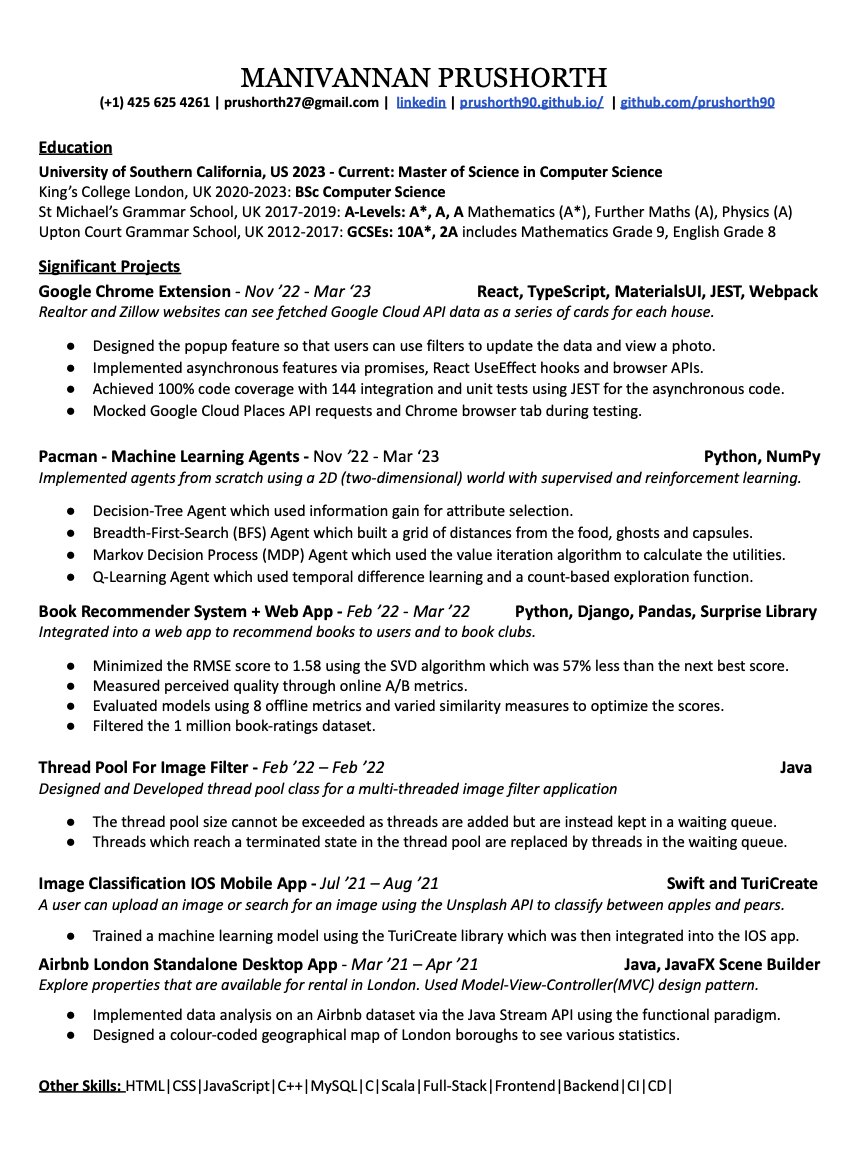 MANIVANNAN PRUSHORTH
(+1) 425 625 4261 | prushorth27@gmail.com | linkedin | prushorth90.github.io/ | github.com/prushorth90
Education
University of Southern California, US 2023 - Current: Master of Science in Computer Science
King’s College London, UK 2020-2023: BSc Computer Science
St Michael’s Grammar School, UK 2017-2019: A-Levels: A*, A, A Mathematics (A*), Further Maths (A), Physics (A)
Upton Court Grammar School, UK 2012-2017: GCSEs: 10A*, 2A includes Mathematics Grade 9, English Grade 8
Significant Projects
Google Chrome Extension - Nov ’22 - Mar ‘23 React, TypeScript, MaterialsUI, JEST, Webpack
Realtor and Zillow websites can see fetched Google Cloud API data as a series of cards for each house.
● Designed the popup feature so that users can use filters to update the data and view a photo.
● Implemented asynchronous features via promises, React UseEffect hooks and browser APIs.
● Achieved 100% code coverage with 144 integration and unit tests using JEST for the asynchronous code.
● Mocked Google Cloud Places API requests and Chrome browser tab during testing.
Pacman - Machine Learning Agents - Nov ’22 - Mar ‘23 Python, NumPy
Implemented agents from scratch using a 2D (two-dimensional) world with supervised and reinforcement learning.
● Decision-Tree Agent which used information gain for attribute selection.
● Breadth-First-Search (BFS) Agent which built a grid of distances from the food, ghosts and capsules.
● Markov Decision Process (MDP) Agent which used the value iteration algorithm to calculate the utilities.
● Q-Learning Agent which used temporal difference learning and a count-based exploration function.
Book Recommender System + Web App - Feb ’22 - Mar ’22 Python, Django, Pandas, Surprise Library
Integrated into a web app to recommend books to users and to book clubs.
● Minimized the RMSE score to 1.58 using the SVD algorithm which was 57% less than the next best score.
● Measured perceived quality through online A/B metrics.
● Evaluated models using 8 offline metrics and varied similarity measures to optimize the scores.
● Filtered the 1 million book-ratings dataset.
Thread Pool For Image Filter - Feb ’22 – Feb ’22 Java
Designed and Developed thread pool class for a multi-threaded image filter application
● The thread pool size cannot be exceeded as threads are added but are instead kept in a waiting queue.
● Threads which reach a terminated state in the thread pool are replaced by threads in the waiting queue.
Image Classification IOS Mobile App - Jul ’21 – Aug ’21 Swift and TuriCreate
A user can upload an image or search for an image using the Unsplash API to classify between apples and pears.
● Trained a machine learning model using the TuriCreate library which was then integrated into the IOS app.
Airbnb London Standalone Desktop App - Mar ’21 – Apr ’21 Java, JavaFX Scene Builder
Explore properties that are available for rental in London. Used Model-View-Controller(MVC) design pattern.
● Implemented data analysis on an Airbnb dataset via the Java Stream API using the functional paradigm.
● Designed a colour-coded geographical map of London boroughs to see various statistics.
Other Skills: HTML|CSS|JavaScript|C++|MySQL|C|Scala|Full-Stack|Frontend|Backend|CI|CD|